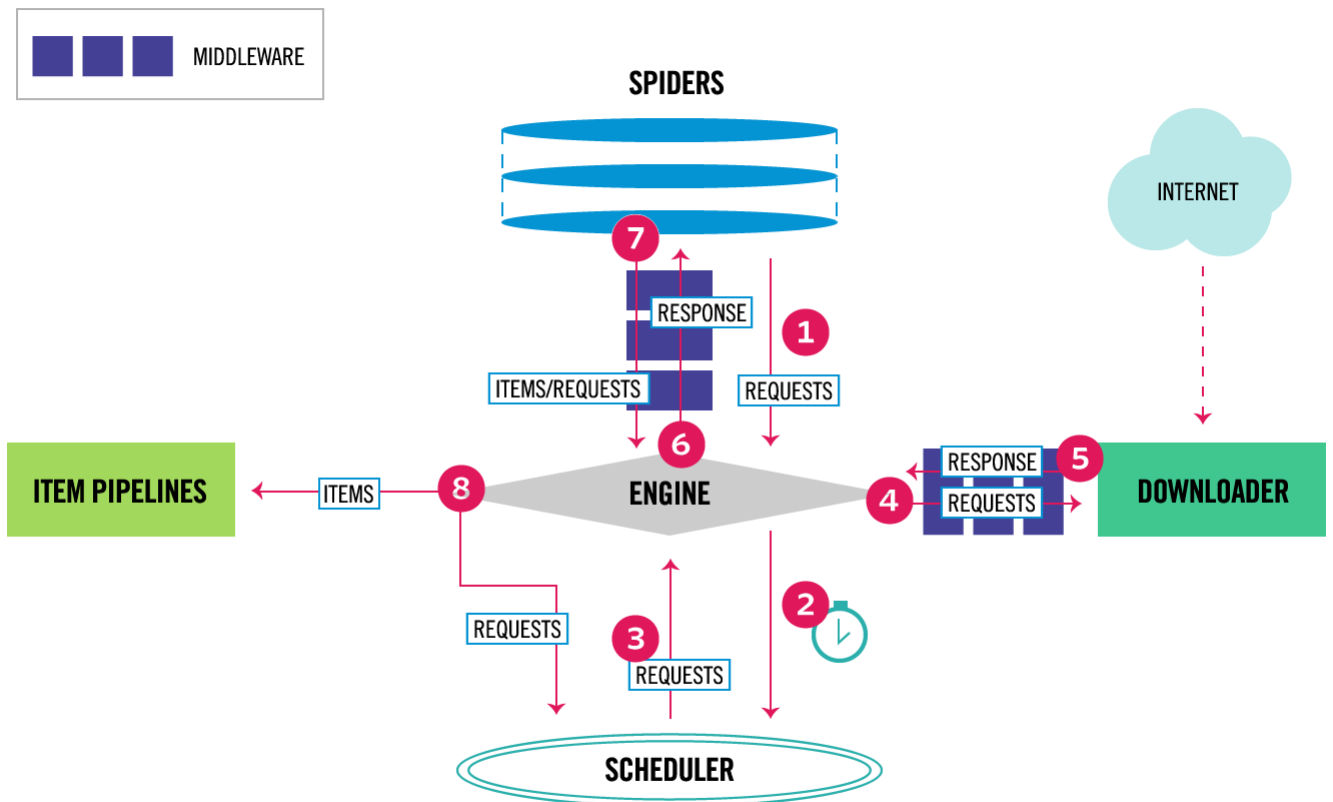 MIDDLEWARE
SPIDERS
INTERNET
7
RESPONSE
1
ITEMS/REQUESTS
REQUESTS
6
RESPONSE
5
ITEM PIPELINES
ITEMS
8
ENGINE
4
REQUESTS
DOWNLOADER
2
REQUESTS
3
REQUESTS
SCHEDULER